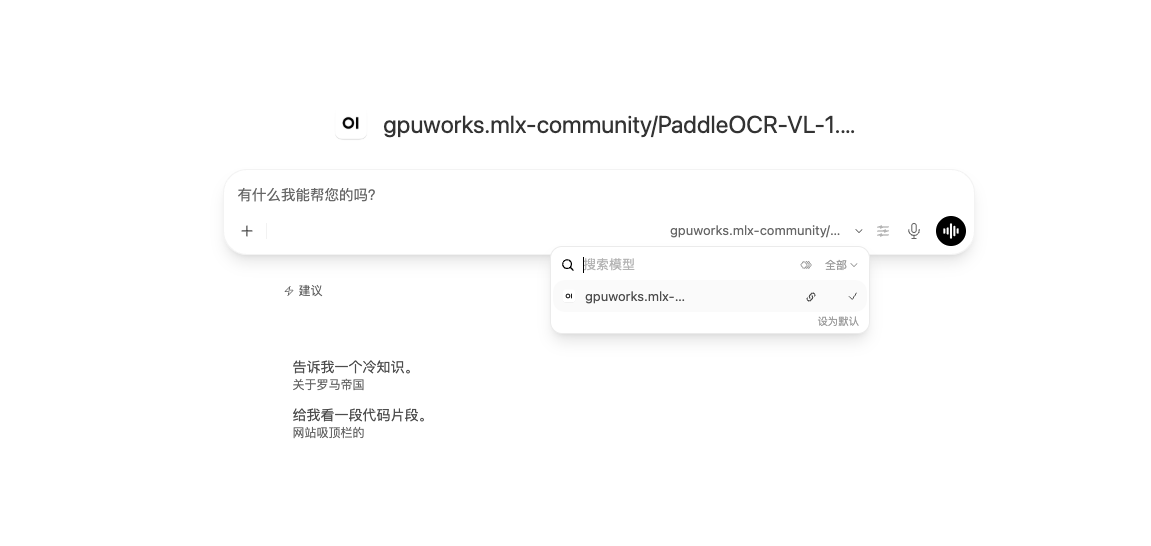 OI gpuworks.mlx-community/PaddleOCR-VL-1....
有什么我能帮您的吗?
gpuworks.mlx-community/...
搜索模型 全部
OI gpuworks.mlx-...
设为默认
建议
告诉我一个冷知识。
关于罗马帝国
给我看一段代码片段。
网站吸顶栏的